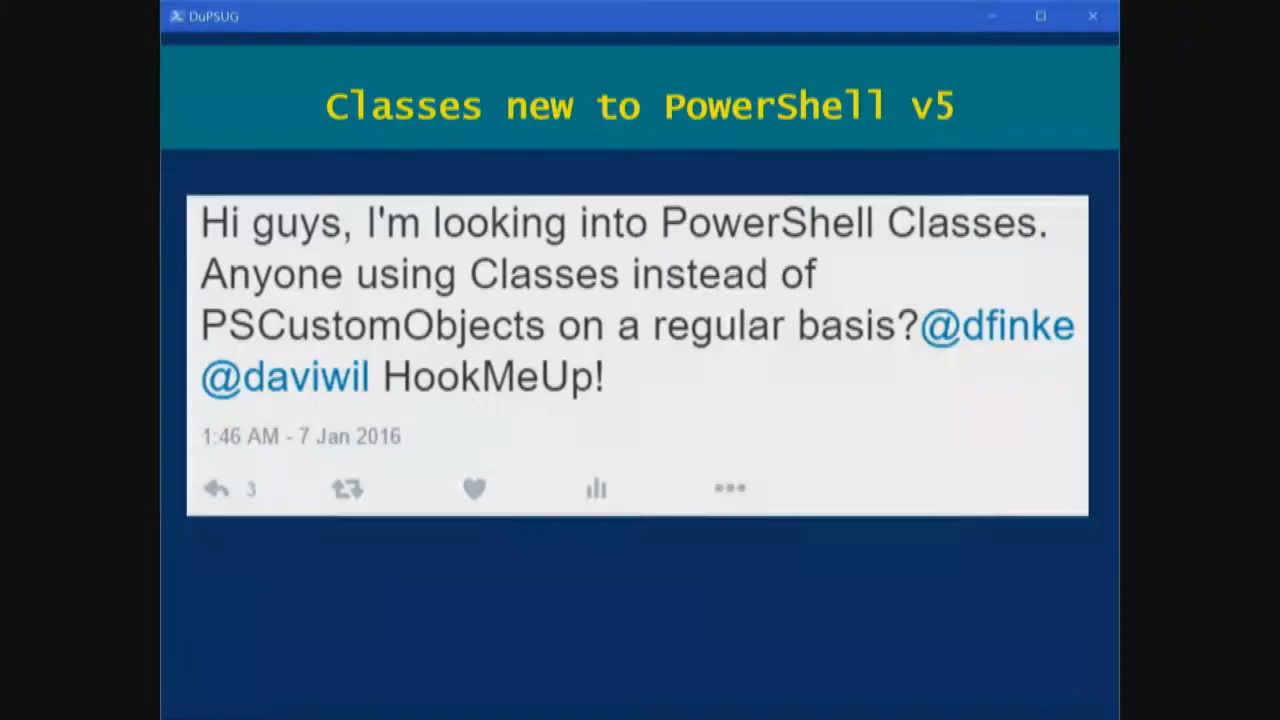 DuPSUG
Classes new to PowerShell v5
Hi guys, I'm looking into PowerShell Classes.
Anyone using Classes instead of
PSCustomObjects on a regular basis?@dfinke
@daviwil HookMeUp!
1:46 AM - 7 Jan 2016
3